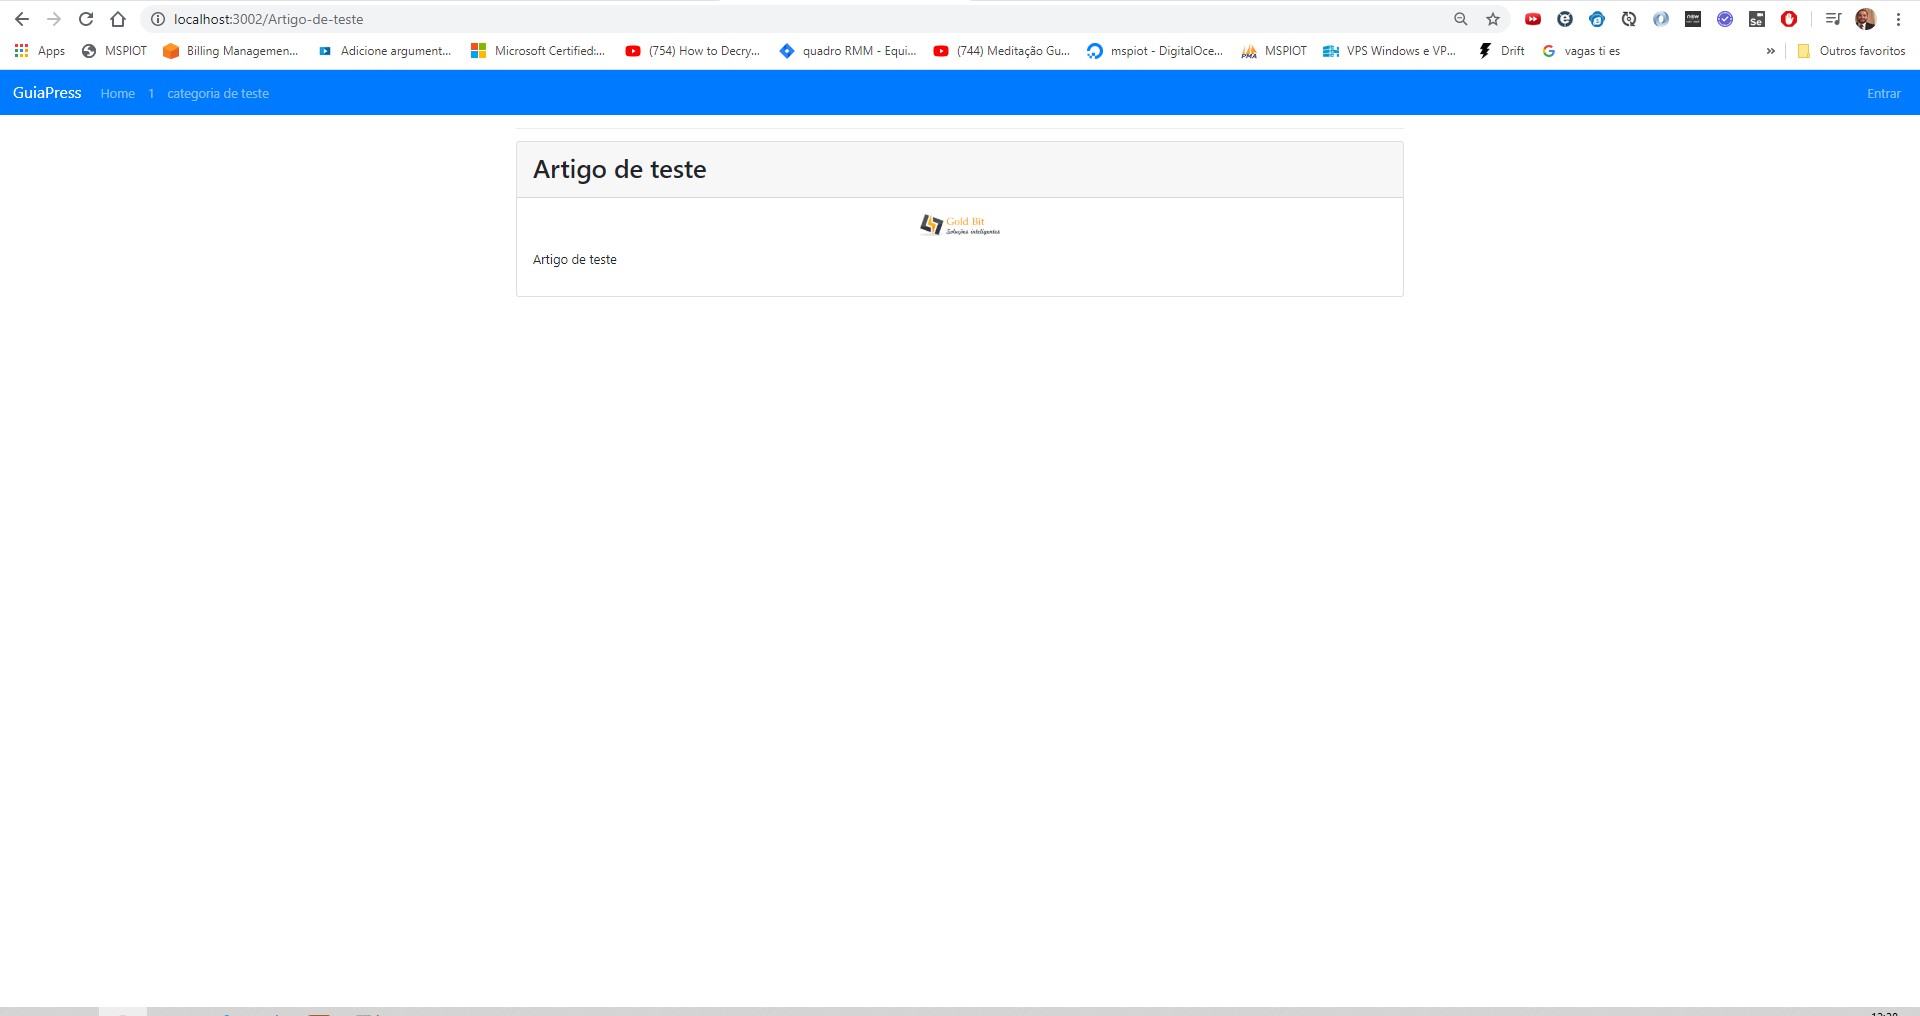 localhost:3002/Artigo-de-teste
Apps MSPIOT Billing Managemen... Adicione argument... Microsoft Certified:... (754) How to Decry... quadro RMM - Equi... (744) Meditação Gu... mspiot - DigitalOce... MSPIOT VPS Windows e VP... Drift vagas ti es » Outros favoritos
GuiaPress Home 1 categoria de teste Entrar
Artigo de teste
Gold Bit
Soluções inteligentes
Artigo de teste